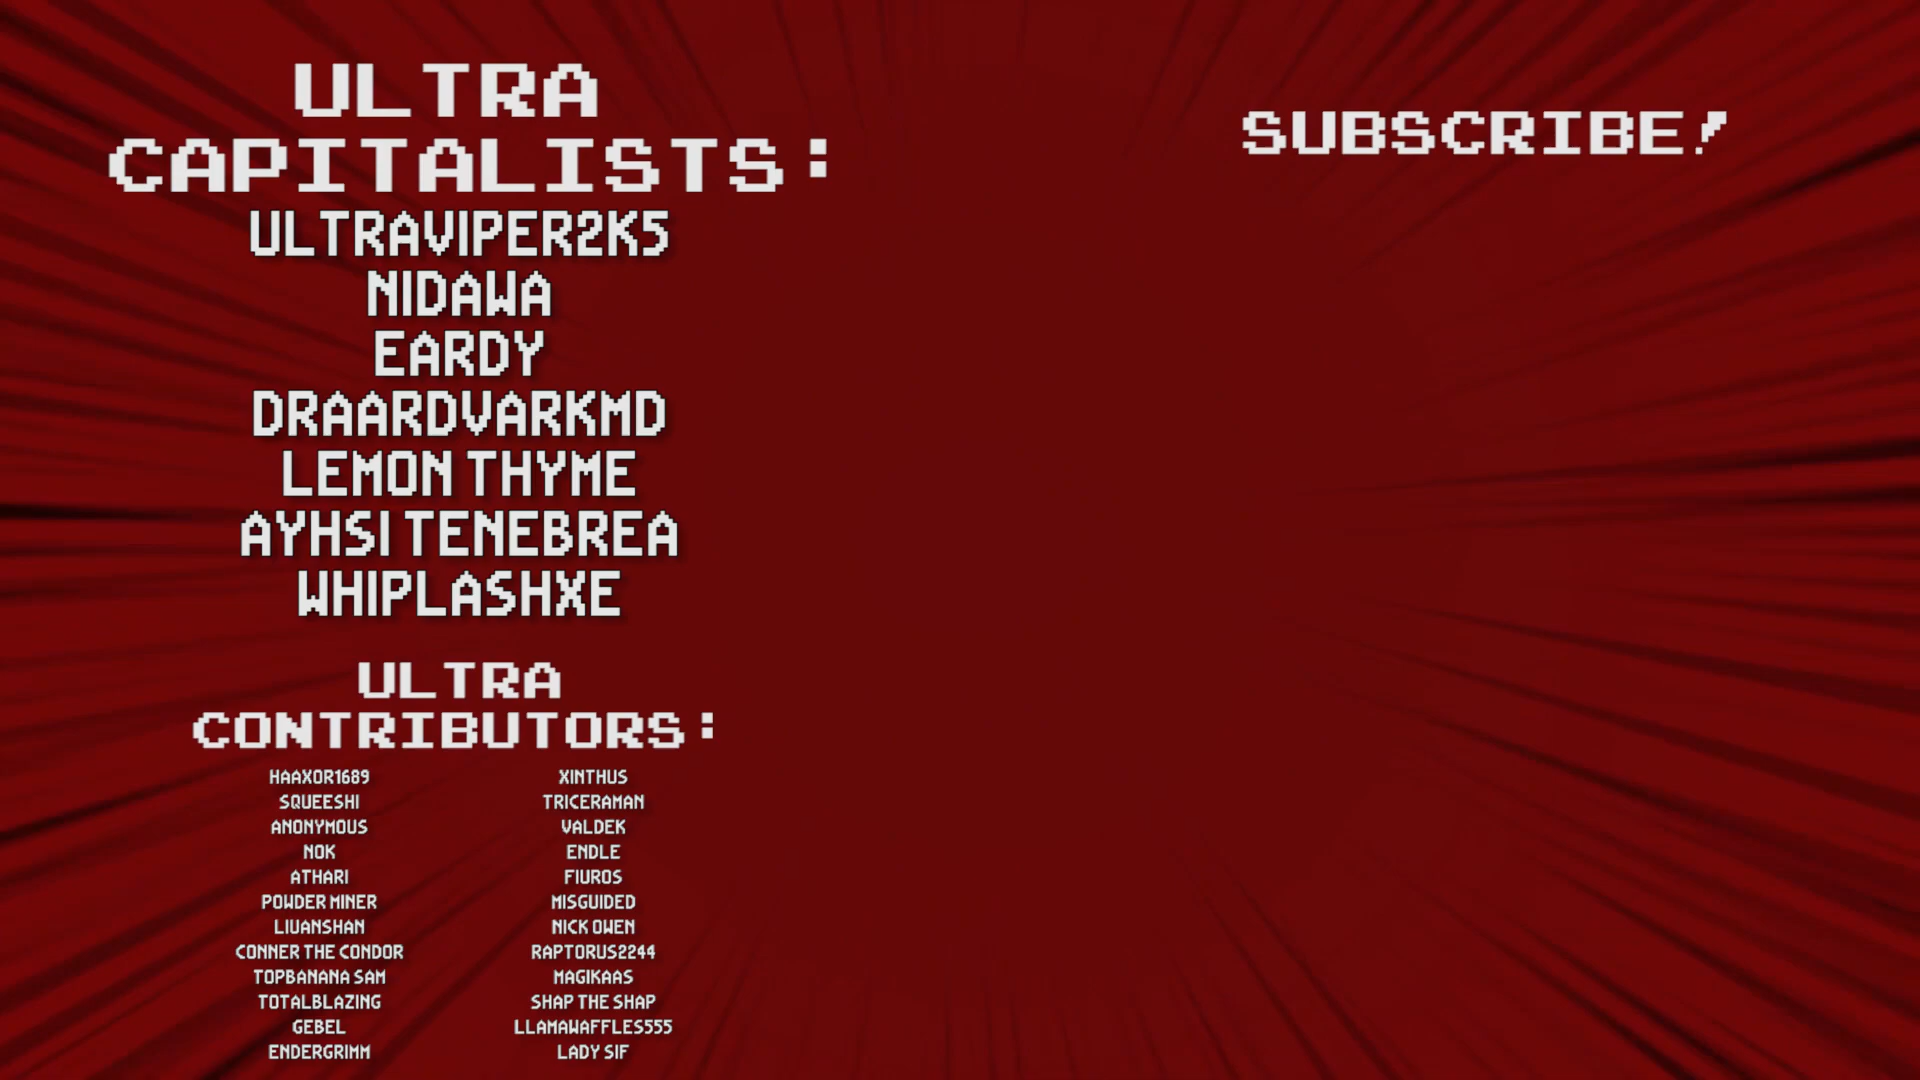 ULTRA
CAPITALISTS:
ULTRAVIPER2K5
NIDAWA
EARDY
DRAARDVARKMD
LEMON THYME
AYHSI TENEBREA
WHIPLASHXE
ULTRA
CONTRIBUTORS:
HAAXOR1689
SQUEESHI
ANONYMOUS
NOK
ATHARI
POWDER MINER
LIUANSHAN
CONNER THE CONDOR
TOPBANANA SAM
TOTALBLAZING
GEBEL
ENDERGRIMM
XINTHUS
TRICERAMAN
VALDEK
ENDLE
FIUROS
MISGUIDED
NICK OWEN
RAPTORUS2244
MAGIKAAS
SHAP THE SHAP
LLAMAWAFFLES555
LADY SIF
SUBSCRIBE!